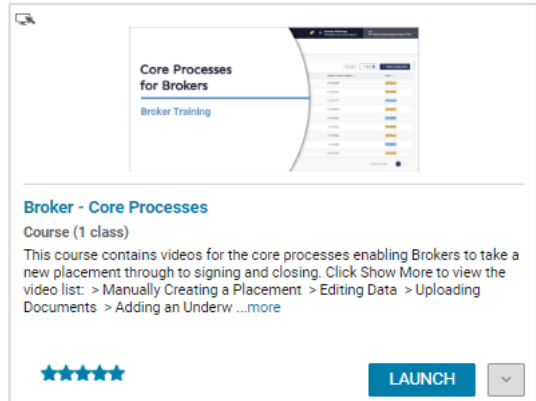 Core Processes
for Brokers
Broker Training
Broker - Core Processes
Course (1 class)
This course contains videos for the core processes enabling Brokers to take a
new placement through to signing and closing. Click Show More to view the
video list:  > Manually Creating a Placement  > Editing Data  > Uploading
Documents  > Adding an Underw ...more
LAUNCH